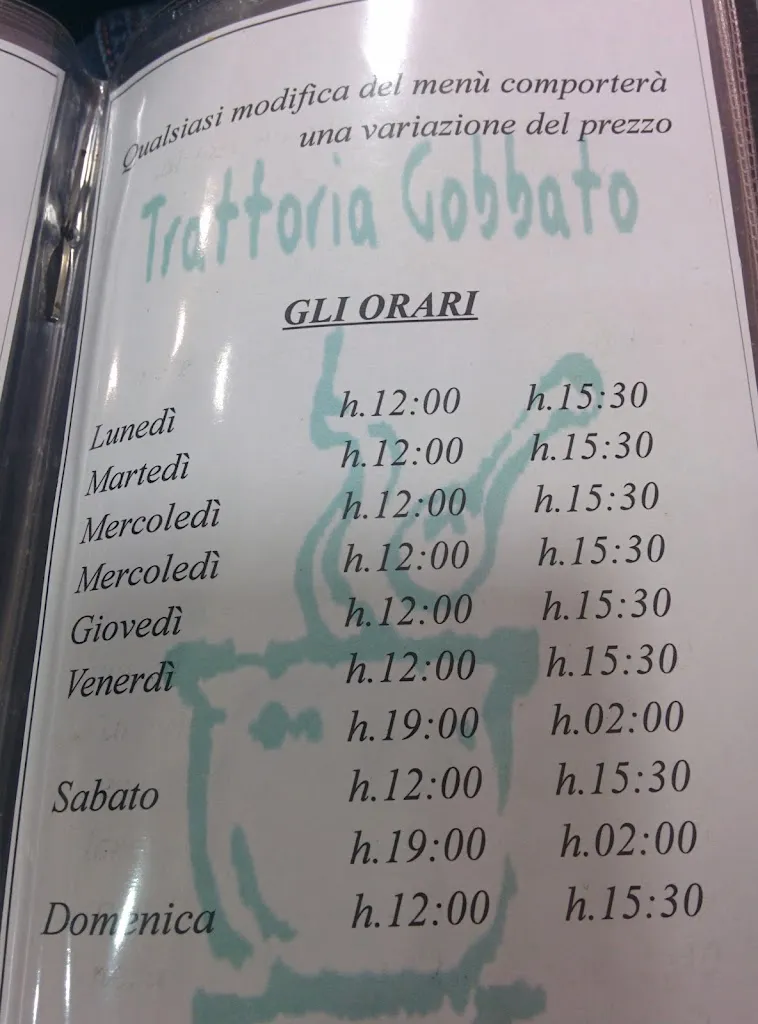 Qualsiasi modifica del menù comporterà
una variazione del prezzo
Trattoria Gobbato
GLI ORARI
Lunedì h.12:00 h.15:30
Martedì h.12:00 h.15:30
Mercoledì h.12:00 h.15:30
Mercoledì h.12:00 h.15:30
Giovedì h.12:00 h.15:30
Venerdì h.12:00 h.15:30
h.19:00 h.02:00
Sabato h.12:00 h.15:30
h.19:00 h.02:00
Domenica h.12:00 h.15:30